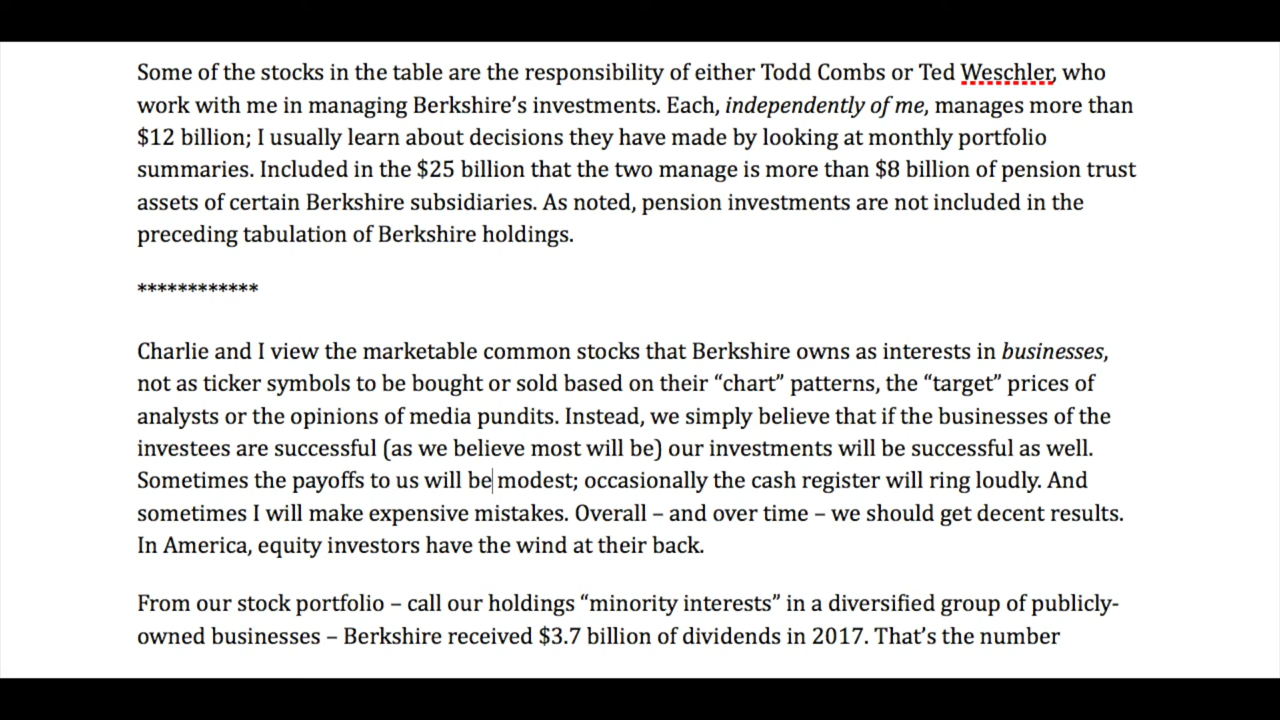 Some of the stocks in the table are the responsibility of either Todd Combs or Ted Weschler, who
work with me in managing Berkshire’s investments. Each, independently of me, manages more than
$12 billion; I usually learn about decisions they have made by looking at monthly portfolio
summaries. Included in the $25 billion that the two manage is more than $8 billion of pension trust
assets of certain Berkshire subsidiaries. As noted, pension investments are not included in the
preceding tabulation of Berkshire holdings.
************
Charlie and I view the marketable common stocks that Berkshire owns as interests in businesses,
not as ticker symbols to be bought or sold based on their “chart” patterns, the “target” prices of
analysts or the opinions of media pundits. Instead, we simply believe that if the businesses of the
investees are successful (as we believe most will be) our investments will be successful as well.
Sometimes the payoffs to us will be modest; occasionally the cash register will ring loudly. And
sometimes I will make expensive mistakes. Overall – and over time – we should get decent results.
In America, equity investors have the wind at their back.
From our stock portfolio – call our holdings “minority interests” in a diversified group of publicly-
owned businesses – Berkshire received $3.7 billion of dividends in 2017. That’s the number